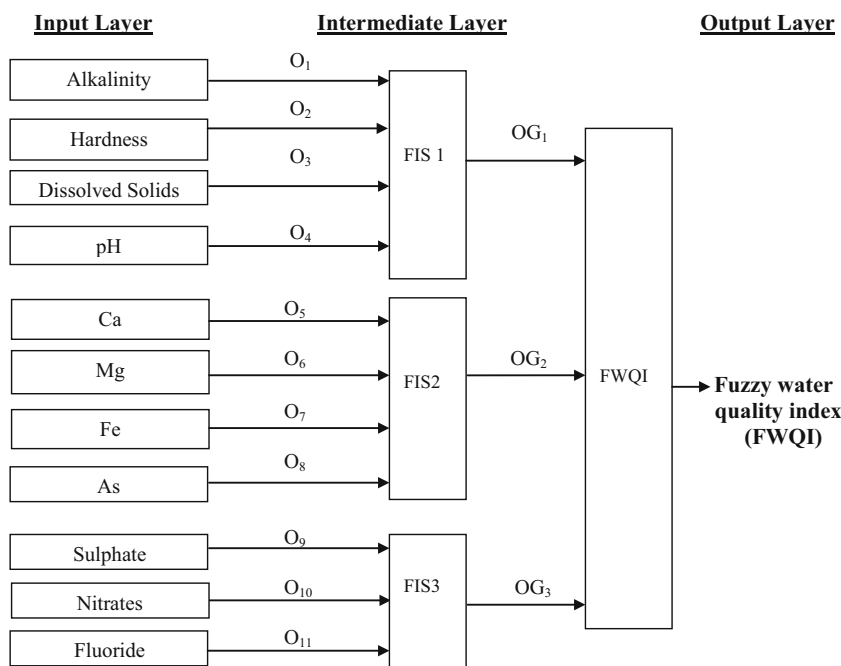 Input Layer
Intermediate Layer
Output Layer
Alkalinity
O₁
Hardness
O₂
Dissolved Solids
O₃
pH
O₄
FIS 1
OG₁
Ca
O₅
Mg
O₆
Fe
O₇
As
O₈
FIS2
OG₂
Sulphate
O₉
Nitrates
O₁₀
Fluoride
O₁₁
FIS3
OG₃
FWQI
Fuzzy water
quality index
(FWQI)